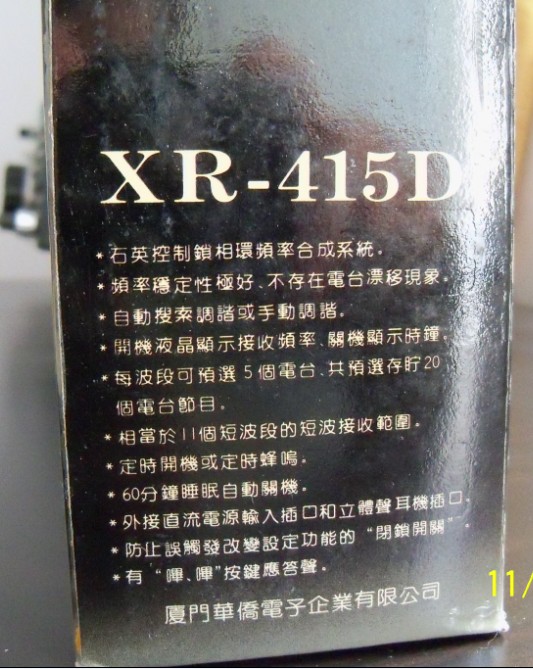 XR-415D
*石英控制鎖相環頻率合成系統。
*頻率穩定性極好、不存在電台漂移現象。
*自動搜索調諧或手動調諧。
*開機液晶顯示接收頻率、關機顯示時鐘。
*每波段可預選5個電台、共預選存貯20
個電台節目。
*相當於11個短波段的短波接收範圍。
*定時開機或定時蜂鳴。
*60分鐘睡眠自動關機。
*外接直流電源輸入插口和立體聲耳機插口。
*防止誤觸發改變設定功能的“閉鎖開關”。
*有“嗶、嗶”按鍵應答聲。
廈門華僑電子企業有限公司
11/